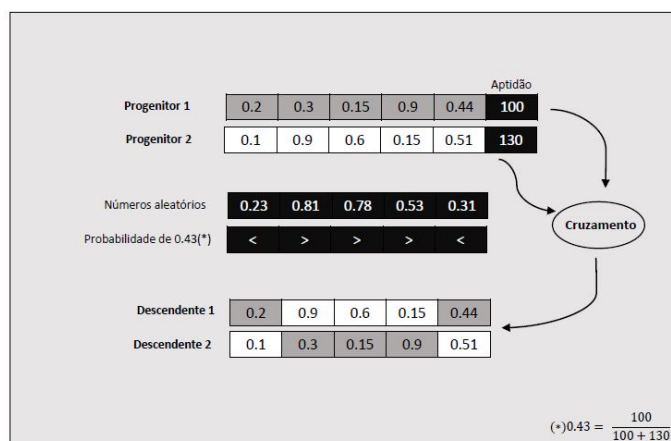 Aptidão
Progenitor 1 0.2 0.3 0.15 0.9 0.44 100
Progenitor 2 0.1 0.9 0.6 0.15 0.51 130
Números aleatórios 0.23 0.81 0.78 0.53 0.31
Cruzamento
Probabilidade de 0.43(*) < > > > <
Descendente 1 0.2 0.9 0.6 0.15 0.44
Descendente 2 0.1 0.3 0.15 0.9 0.51
(*)0.43 = 100
100 + 130